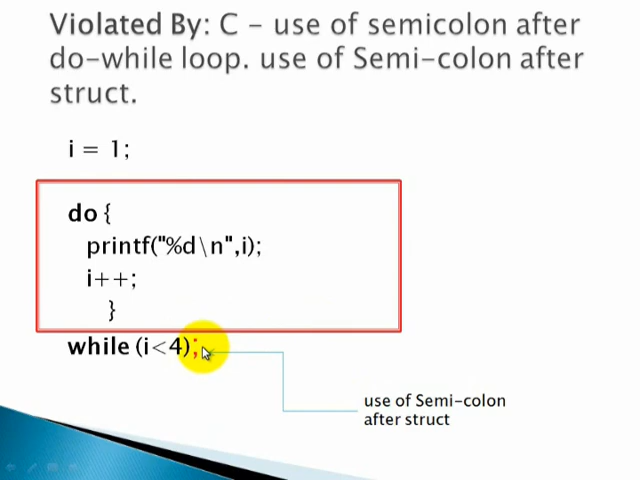 Violated By: C - use of semicolon after
do-while loop. use of Semi-colon after
struct.
i = 1;
do {
printf("%d\n",i);
i++;
}
while (i<4);
use of Semi-colon
after struct